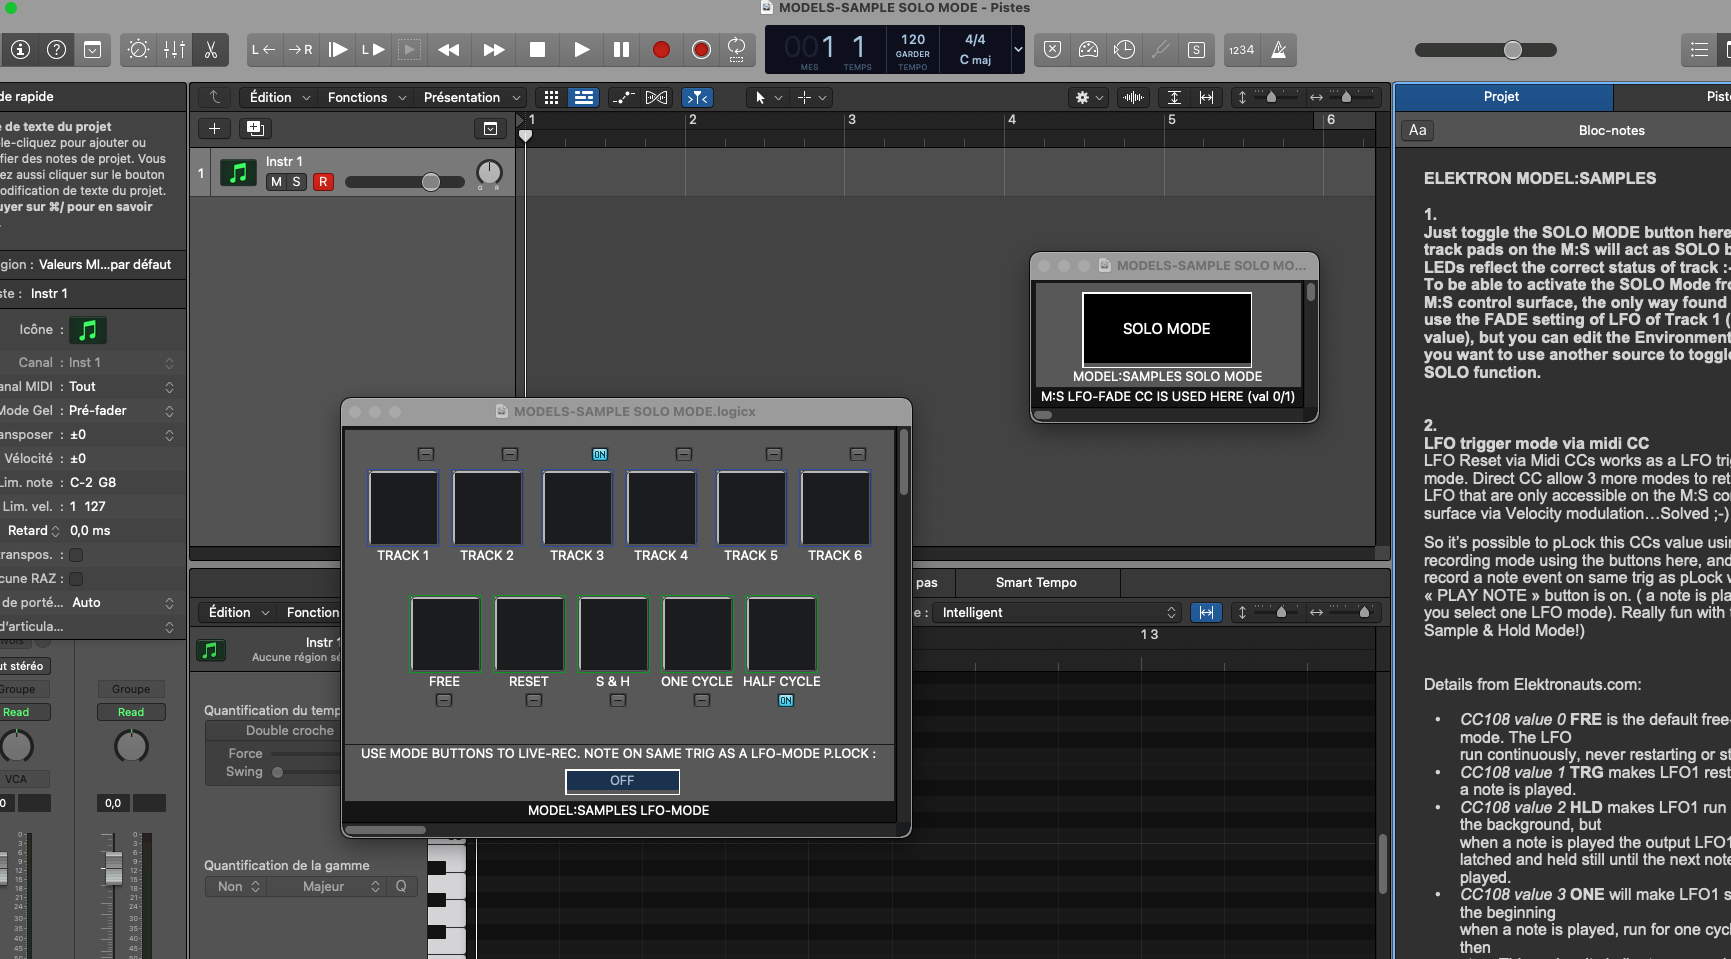 MODELS-SAMPLE SOLO MODE - Pistes
L
R
L
1 1
MES
TEMPS
120
GARDER
TEMPO
4/4
C maj
S
1234
de rapide
e de texte du projet
le-cliquez pour ajouter ou
fier des notes de projet. Vous
ez aussi cliquer sur le bouton
odification de texte du projet.
uyer sur ⌘/ pour en savoir
Édition
Fonctions
Présentation
1
2
3
4
5
6
1
Instr 1
M S R
G R
gion : Valeurs MI...par défaut
ste : Instr 1
Icône :
Canal : Inst 1
anal MIDI : Tout
Mode Gel : Pré-fader
ansposer : ±0
Vélocité : ±0
Lim. note : C-2 G8
Lim. vel. : 1 127
Retard 0,0 ms
transpos. :
cune RAZ :
de porté... Auto
d'articula...
ut stéréo
Groupe
Groupe
Read
Read
VCA
0
0,0
MODELS-SAMPLE SOLO MO...
SOLO MODE
MODEL:SAMPLES SOLO MODE
M:S LFO-FADE CC IS USED HERE (val 0/1)
MODELS-SAMPLE SOLO MODE.logicx
ON
TRACK 1
TRACK 2
TRACK 3
TRACK 4
TRACK 5
TRACK 6
FREE
RESET
S & H
ONE CYCLE
HALF CYCLE
ON
USE MODE BUTTONS TO LIVE-REC. NOTE ON SAME TRIG AS A LFO-MODE P.LOCK :
OFF
MODEL:SAMPLES LFO-MODE
pas
Smart Tempo
Édition
Fonction
e : Intelligent
1 3
Instr 1
Aucune région sé
Quantification du temp
Double croche
Force
Swing
Quantification de la gamme
Non
Majeur
Q
Projet
Piste
Aa
Bloc-notes
ELEKTRON MODEL:SAMPLES
1.
Just toggle the SOLO MODE button here
track pads on the M:S will act as SOLO b
LEDs reflect the correct status of track :-
To be able to activate the SOLO Mode fro
M:S control surface, the only way found
use the FADE setting of LFO of Track 1 (
value), but you can edit the Environment
you want to use another source to toggle
SOLO function.
2.
LFO trigger mode via midi CC
LFO Reset via Midi CCs works as a LFO trig
mode. Direct CC allow 3 more modes to ret
LFO that are only accessible on the M:S co
surface via Velocity modulation...Solved ;-)
So it's possible to pLock this CCs value usin
recording mode using the buttons here, and
record a note event on same trig as pLock w
« PLAY NOTE » button is on. ( a note is pla
you select one LFO mode). Really fun with t
Sample & Hold Mode!)
Details from Elektronauts.com:
• CC108 value 0 FRE is the default free-
mode. The LFO
run continuously, never restarting or st
• CC108 value 1 TRG makes LFO1 rest
a note is played.
• CC108 value 2 HLD makes LFO1 run
the background, but
when a note is played the output LFO1
latched and held still until the next note
played.
• CC108 value 3 ONE will make LFO1 s
the beginning
when a note is played, run for one cycl
then